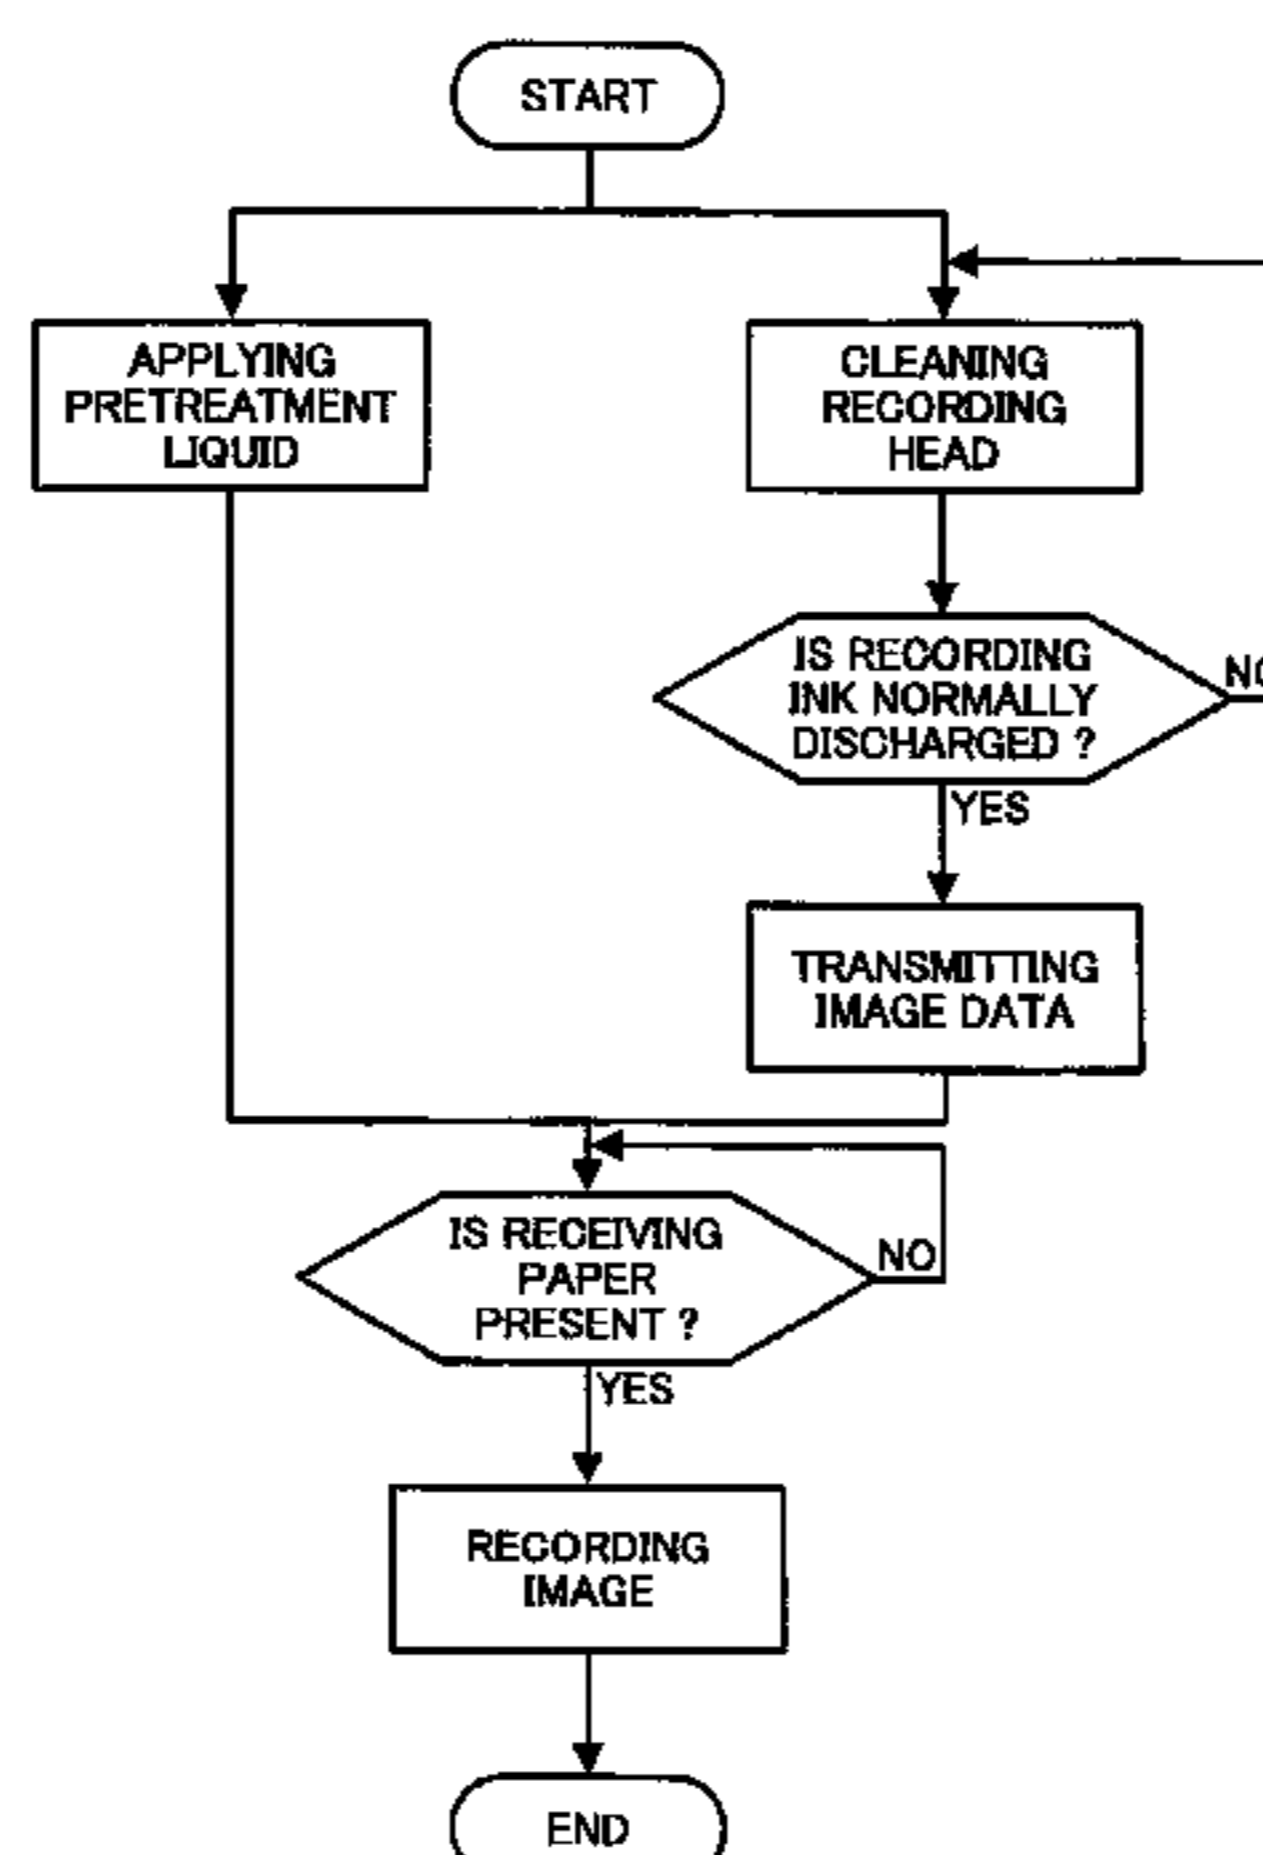 START
APPLYING
PRETREATMENT
LIQUID
CLEANING
RECORDING
HEAD
IS RECORDING
INK NORMALLY
DISCHARGED ?
NO
YES
TRANSMITTING
IMAGE DATA
IS RECEIVING
PAPER
PRESENT ?
NO
YES
RECORDING
IMAGE
END